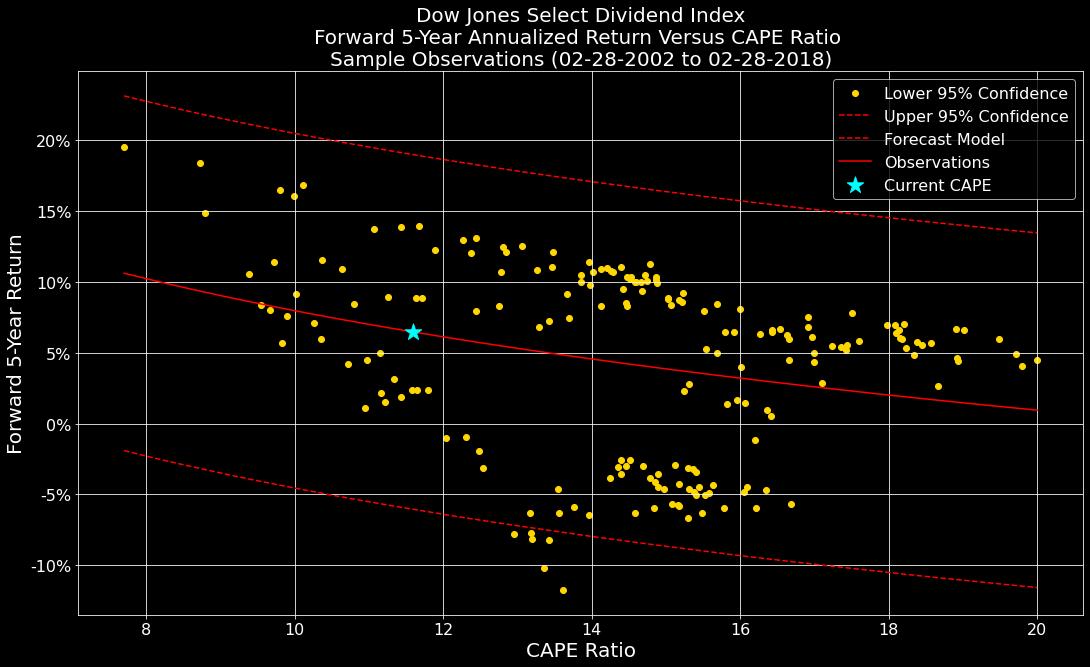 Dow Jones Select Dividend Index
Forward 5-Year Annualized Return Versus CAPE Ratio
Sample Observations (02-28-2002 to 02-28-2018)
Lower 95% Confidence
Upper 95% Confidence
Forecast Model
Observations
Current CAPE
Forward 5-Year Return
20%
15%
10%
5%
0%
-5%
-10%
8 10 12 14 16 18 20
CAPE Ratio